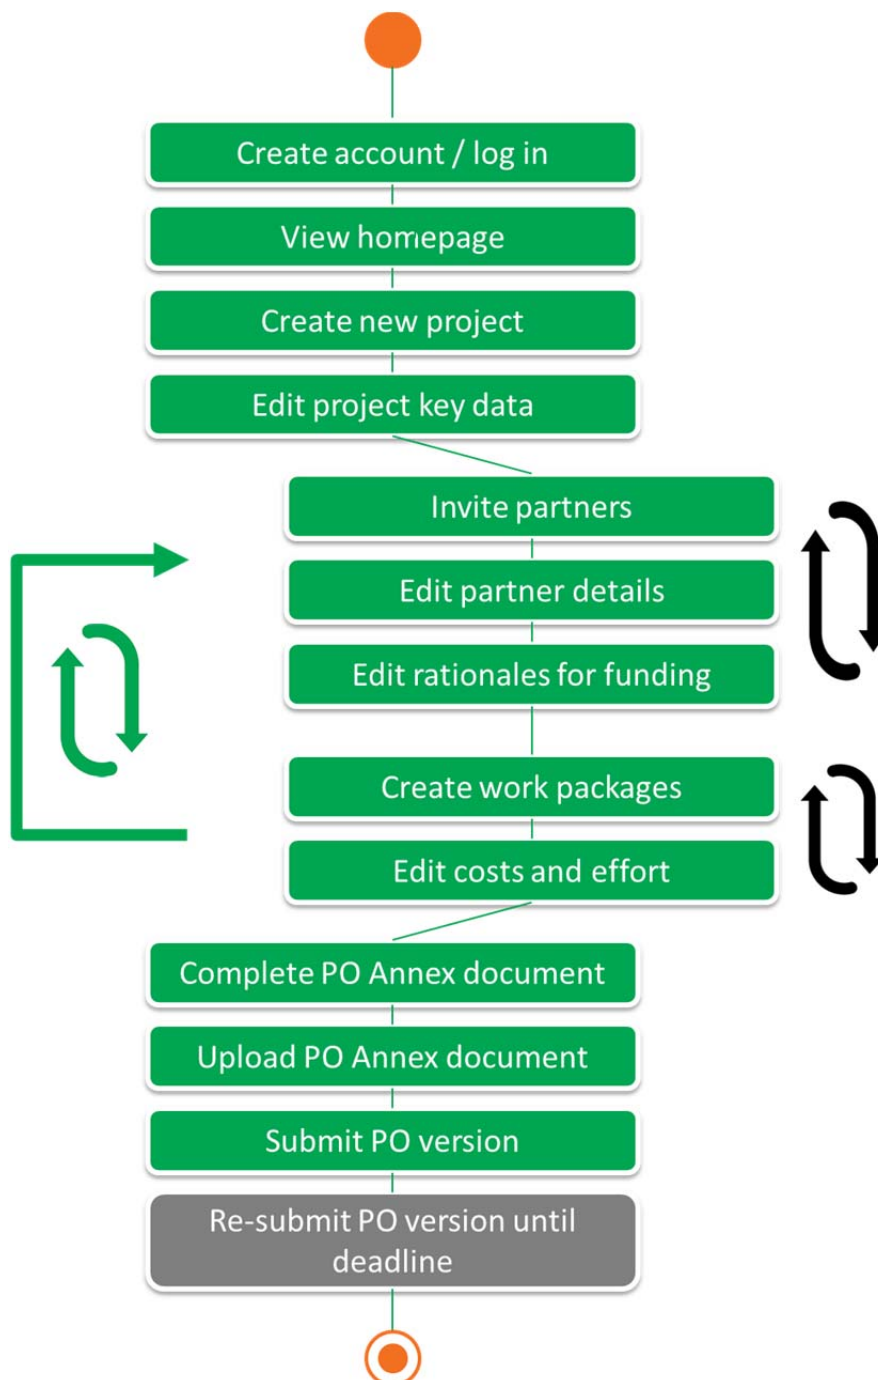 Create account / log in
View homepage
Create new project
Edit project key data
Invite partners
Edit partner details
Edit rationales for funding
Create work packages
Edit costs and effort
Complete PO Annex document
Upload PO Annex document
Submit PO version
Re-submit PO version until
deadline